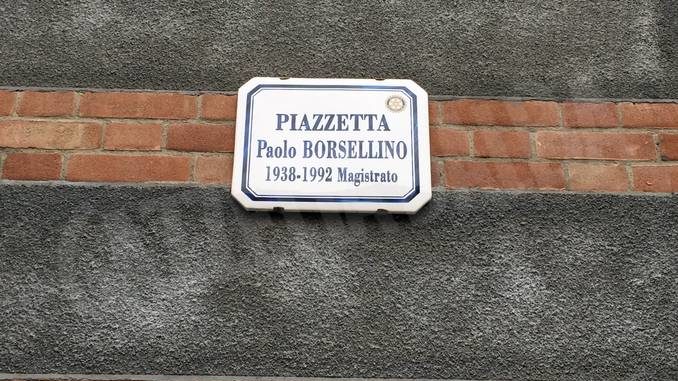 PIAZZETTA
Paolo BORSELLINO
1938-1992 Magistrato